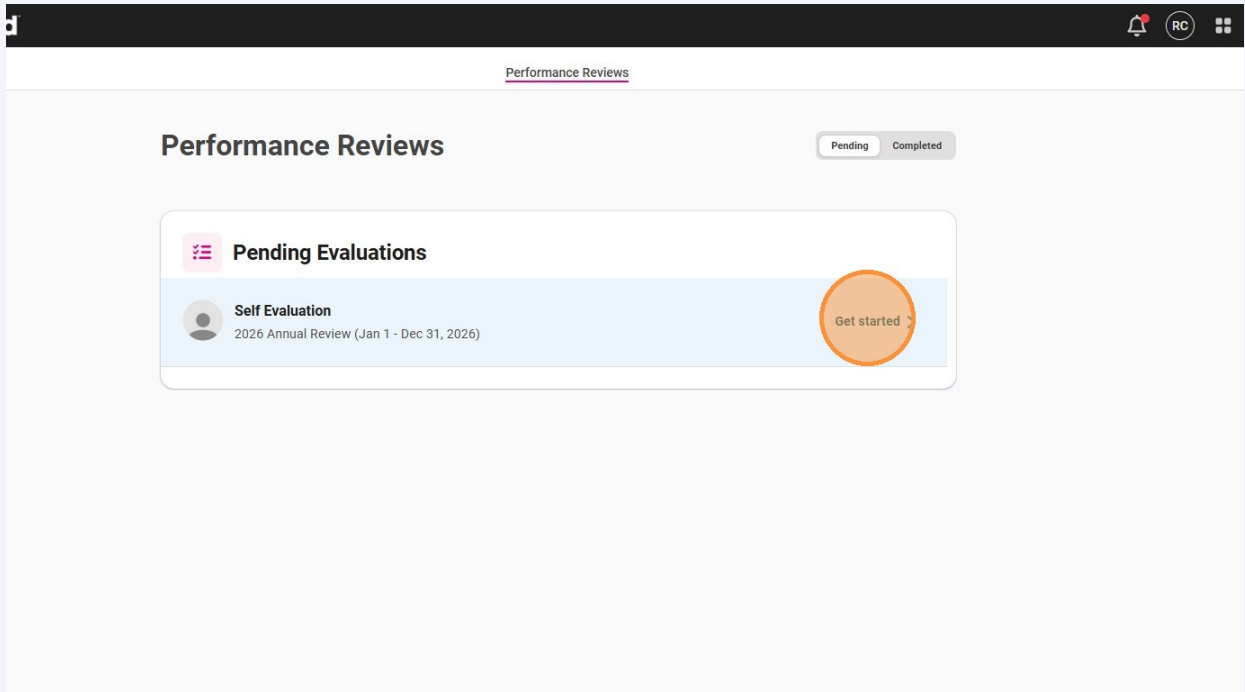 d
RC
Performance Reviews
Performance Reviews
Pending Completed
Pending Evaluations
Self Evaluation
2026 Annual Review (Jan 1 - Dec 31, 2026)
Get started